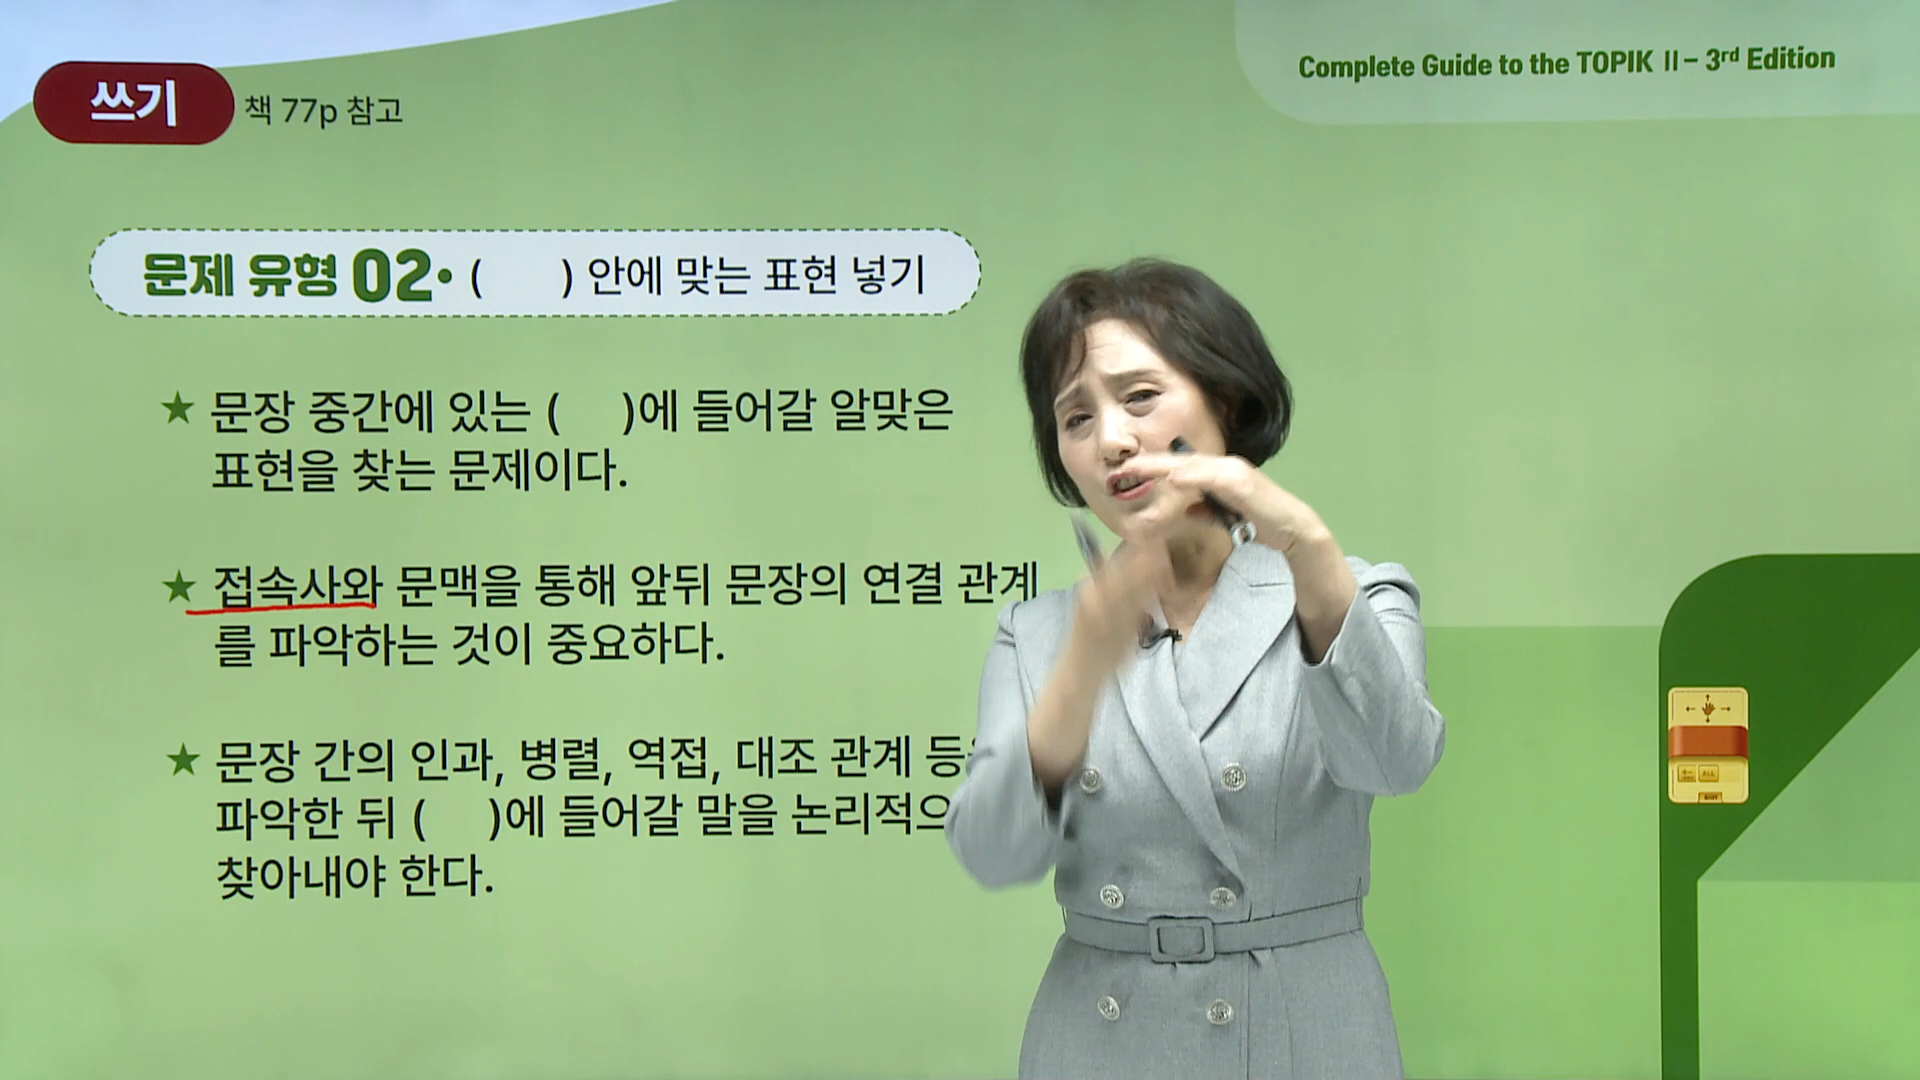 Complete Guide to the TOPIK Ⅱ – 3rd Edition
쓰기 책 77p 참고
문제 유형 02· ( ) 안에 맞는 표현 넣기
★ 문장 중간에 있는 ( )에 들어갈 알맞은
표현을 찾는 문제이다.
★ 접속사와 문맥을 통해 앞뒤 문장의 연결 관계
를 파악하는 것이 중요하다.
★ 문장 간의 인과, 병렬, 역접, 대조 관계
파악한 뒤 ( )에 들어갈 말을
찾아내야 한다.
ALL